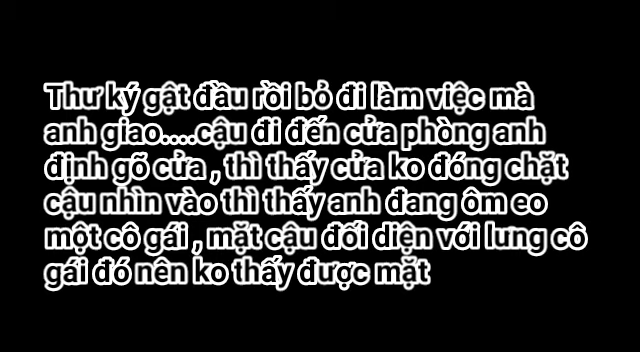 Thư ký gật đầu rồi bỏ đi làm việc mà
anh giao....cậu đi đến cửa phòng anh
định gõ cửa , thì thấy cửa ko đóng chặt
cậu nhìn vào thì thấy anh đang ôm eo
một cô gái , mặt cậu đối diện với lưng cô
gái đó nên ko thấy được mặt